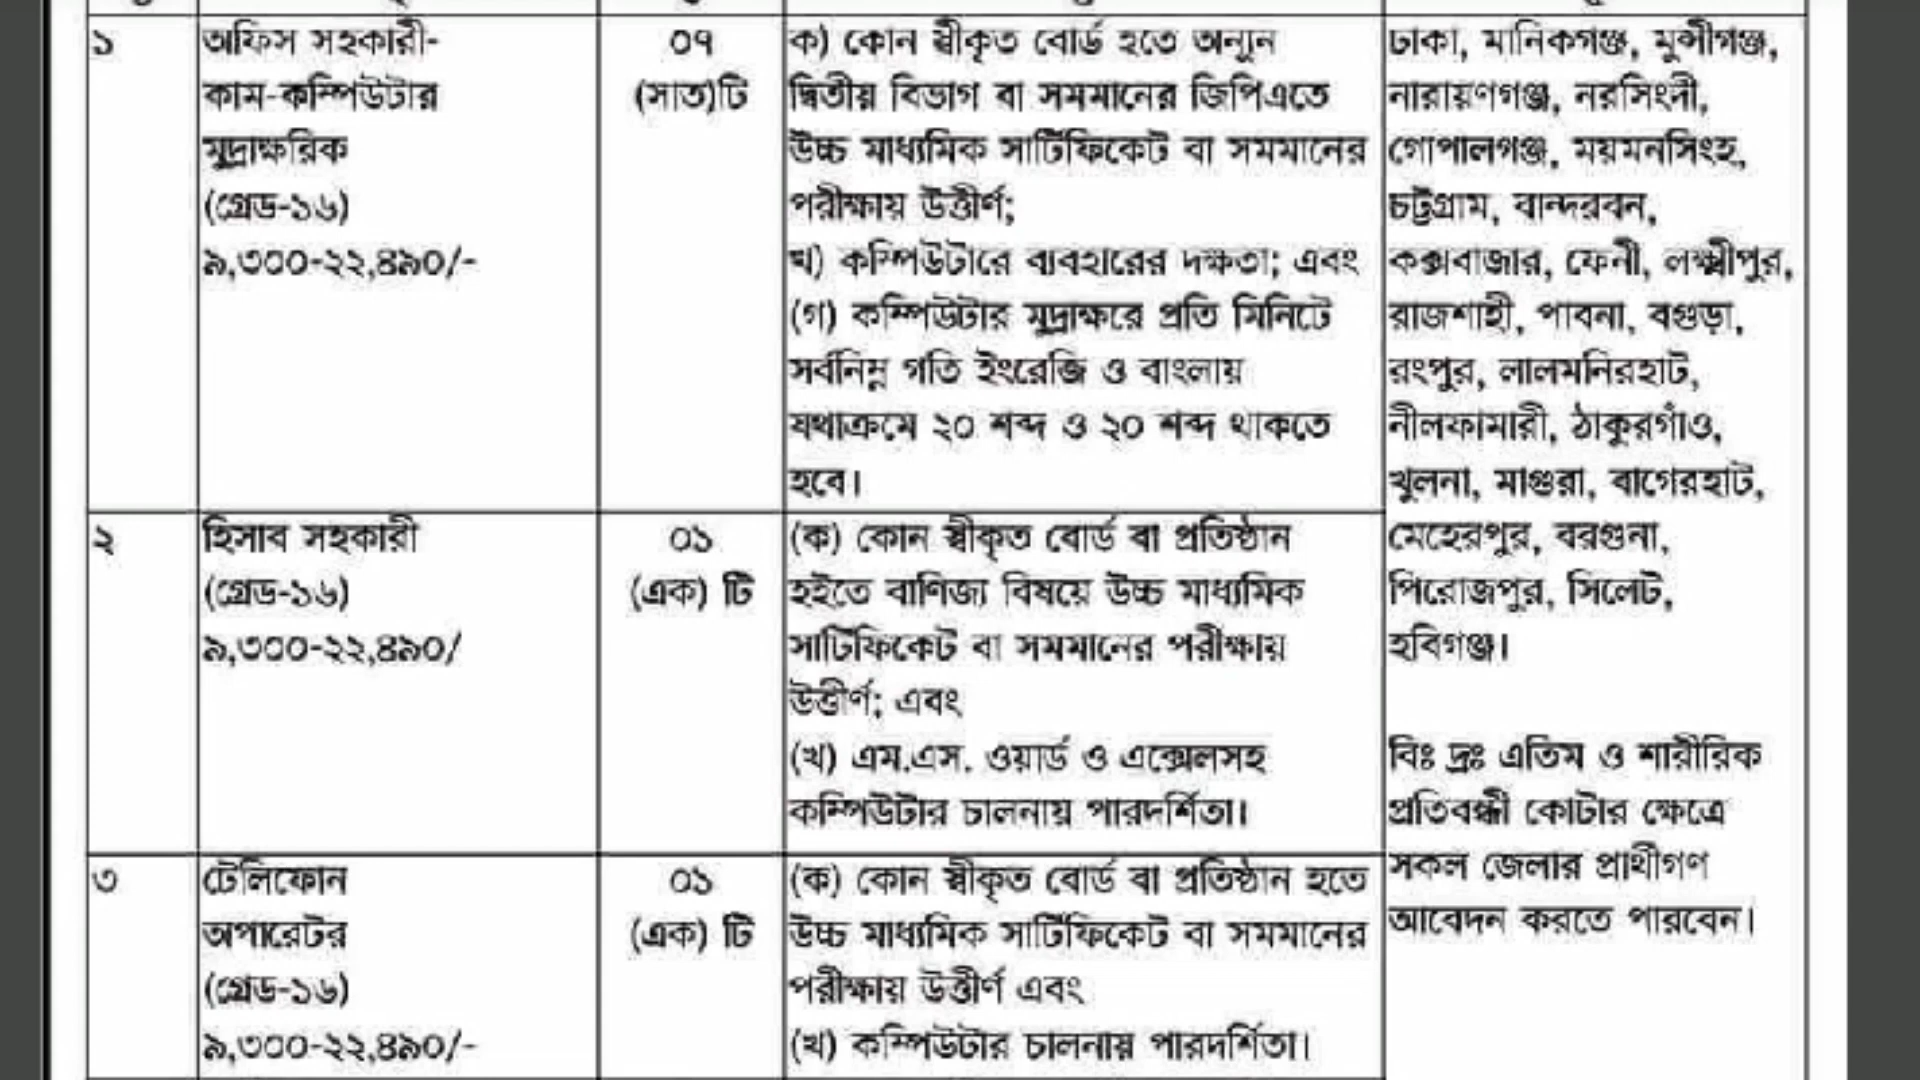 ১
অফিস সহকারী-
কাম-কম্পিউটার
মুদ্রাক্ষরিক
(গ্রেড-১৬)
৯,৩০০-২২,৪৯০/-
০৭
(সাত)টি
ক) কোন স্বীকৃত বোর্ড হতে অন্যুন
দ্বিতীয় বিভাগ বা সমমানের জিপিএতে
উচ্চ মাধ্যমিক সার্টিফিকেট বা সমমানের
পরীক্ষায় উত্তীর্ণ;
খ) কম্পিউটারে ব্যবহারের দক্ষতা; এবং
(গ) কম্পিউটার মুদ্রাক্ষরে প্রতি মিনিটে
সর্বনিম্ন গতি ইংরেজি ও বাংলায়
যথাক্রমে ২০ শব্দ ও ২০ শব্দ থাকতে
হবে।
ঢাকা, মানিকগঞ্জ, মুন্সীগঞ্জ,
নারায়ণগঞ্জ, নরসিংদী,
গোপালগঞ্জ, ময়মনসিংহ,
চট্টগ্রাম, বান্দরবন,
কক্সবাজার, ফেনী, লক্ষ্মীপুর,
রাজশাহী, পাবনা, বগুড়া,
রংপুর, লালমনিরহাট,
নীলফামারী, ঠাকুরগাঁও,
খুলনা, মাগুরা, বাগেরহাট,
মেহেরপুর, বরগুনা,
পিরোজপুর, সিলেট,
হবিগঞ্জ।
বিঃ দ্রঃ এতিম ও শারীরিক
প্রতিবন্ধী কোটার ক্ষেত্রে
সকল জেলার প্রার্থীগণ
আবেদন করতে পারবেন।
২
হিসাব সহকারী
(গ্রেড-১৬)
৯,৩০০-২২,৪৯০/
০১
(এক) টি
(ক) কোন স্বীকৃত বোর্ড বা প্রতিষ্ঠান
হইতে বাণিজ্য বিষয়ে উচ্চ মাধ্যমিক
সার্টিফিকেট বা সমমানের পরীক্ষায়
উত্তীর্ণ; এবং
(খ) এম.এস. ওয়ার্ড ও এক্সেলসহ
কম্পিউটার চালনায় পারদর্শিতা।
৩
টেলিফোন
অপারেটর
(গ্রেড-১৬)
৯,৩০০-২২,৪৯০/-
০১
(এক) টি
(ক) কোন স্বীকৃত বোর্ড বা প্রতিষ্ঠান হতে
উচ্চ মাধ্যমিক সার্টিফিকেট বা সমমানের
পরীক্ষায় উত্তীর্ণ এবং
(খ) কম্পিউটার চালনায় পারদর্শিতা।